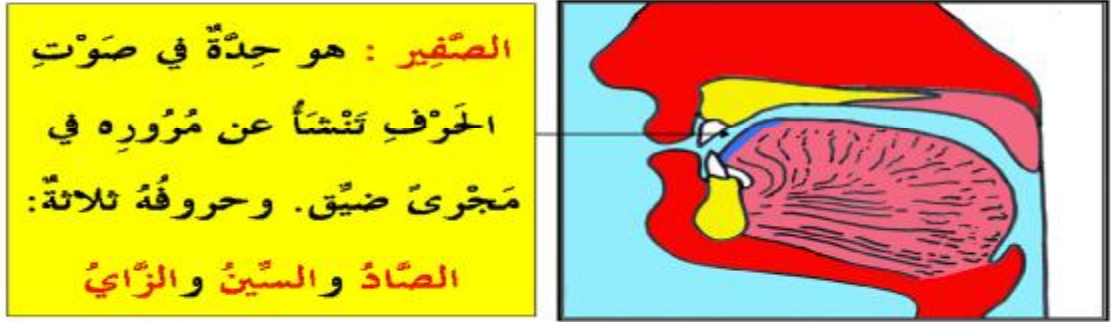 الصَّفِير : هو حِدَّةٌ في صَوْتِ
الحَرْفِ تَنْشَأُ عن مُرُورِه في
مَجْرىً ضيِّق. وحروفُهُ ثلاثةٌ:
الصَّادُ والسِّينُ والزَّايُ